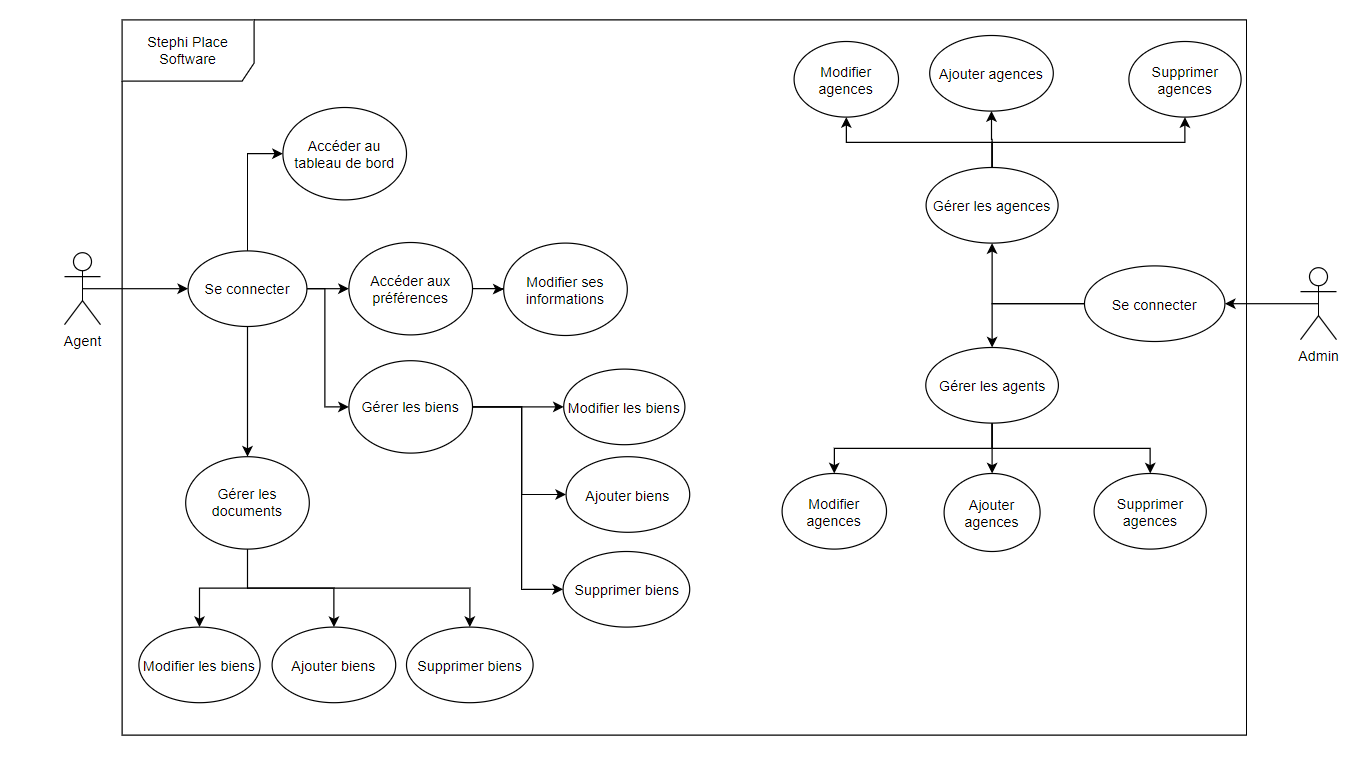 Stephi Place
Software
Modifier
agences
Ajouter agences
Supprimer
agences
Accéder au
tableau de bord
Gérer les agences
Agent
Se connecter
Accéder aux
préférences
Modifier ses
informations
Se connecter
Admin
Gérer les biens
Modifier les biens
Ajouter biens
Supprimer biens
Gérer les agents
Modifier
agences
Ajouter
agences
Supprimer
agences
Gérer les
documents
Modifier les biens
Ajouter biens
Supprimer biens